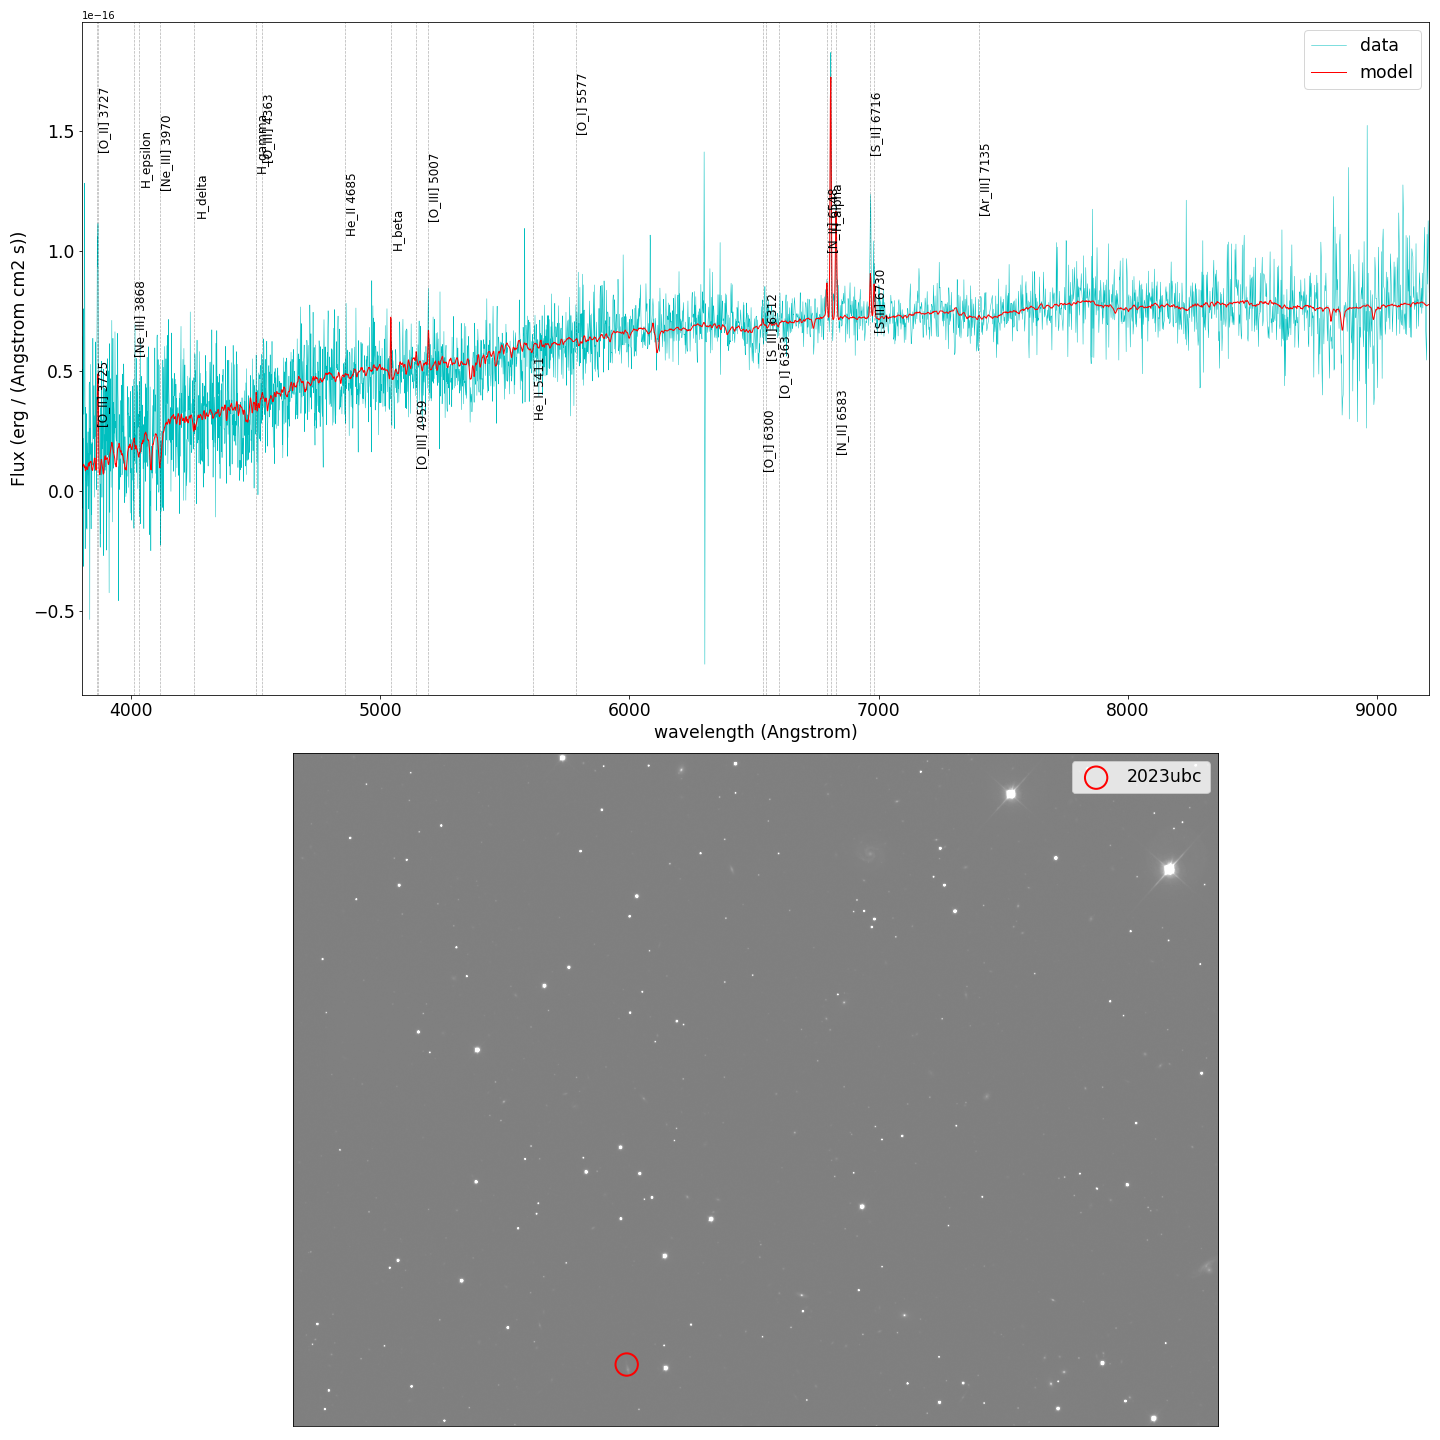 1e−16
data
model
[O_II] 3727
[O_II] 3725
H_epsilon
[Ne_III] 3868
[Ne_III] 3970
H_delta
H_gamma
[O_III] 4363
He_II 4685
H_beta
[O_III] 4959
[O_III] 5007
He_II 5411
[O_I] 5577
[O_I] 6300
[S_III] 6312
[O_I] 6363
[N_II] 6548
H_alpha
[N_II] 6583
[S_II] 6716
[S_II] 6730
[Ar_III] 7135
1.5
1.0
0.5
0.0
−0.5
Flux (erg / (Angstrom cm2 s))
4000 5000 6000 7000 8000 9000
wavelength (Angstrom)
2023ubc